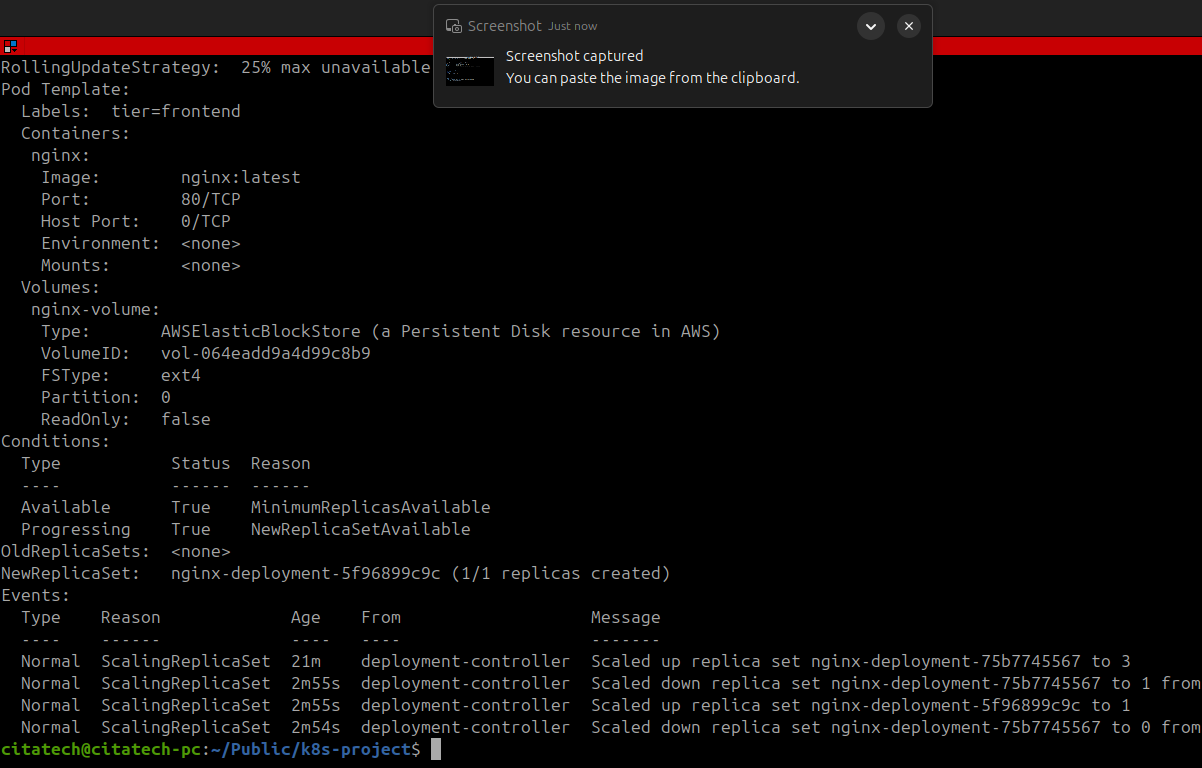 Screenshot Just now
Screenshot captured
You can paste the image from the clipboard.
RollingUpdateStrategy:  25% max unavailable
Pod Template:
  Labels:  tier=frontend
  Containers:
   nginx:
    Image:        nginx:latest
    Port:         80/TCP
    Host Port:    0/TCP
    Environment:  <none>
    Mounts:       <none>
  Volumes:
   nginx-volume:
    Type:       AWSElasticBlockStore (a Persistent Disk resource in AWS)
    VolumeID:   vol-064eadd9a4d99c8b9
    FSType:     ext4
    Partition:  0
    ReadOnly:   false
Conditions:
  Type           Status  Reason
  ----           ------  ------
  Available      True    MinimumReplicasAvailable
  Progressing    True    NewReplicaSetAvailable
OldReplicaSets:  <none>
NewReplicaSet:   nginx-deployment-5f96899c9c (1/1 replicas created)
Events:
  Type    Reason             Age    From                   Message
  ----    ------             ----   ----                   -------
  Normal  ScalingReplicaSet  21m    deployment-controller  Scaled up replica set nginx-deployment-75b7745567 to 3
  Normal  ScalingReplicaSet  2m55s  deployment-controller  Scaled down replica set nginx-deployment-75b7745567 to 1 from
  Normal  ScalingReplicaSet  2m55s  deployment-controller  Scaled up replica set nginx-deployment-5f96899c9c to 1
  Normal  ScalingReplicaSet  2m54s  deployment-controller  Scaled down replica set nginx-deployment-75b7745567 to 0 from
citatech@citatech-pc:~/Public/k8s-project$